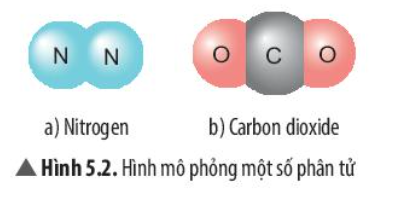 N N O C O
a) Nitrogen b) Carbon dioxide
▲ Hình 5.2. Hình mô phỏng một số phân tử